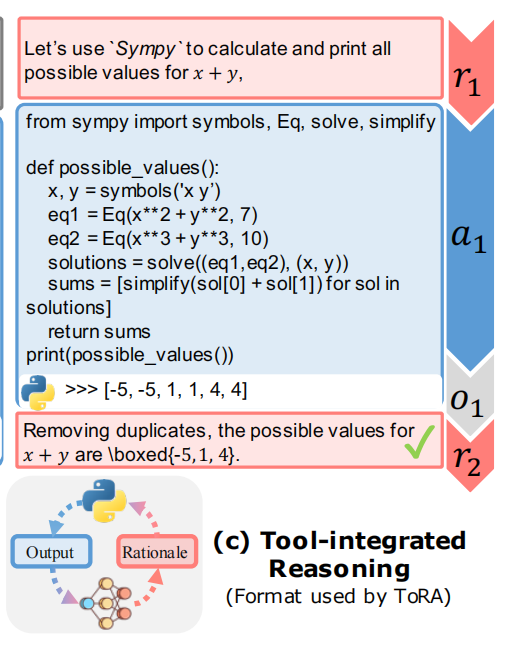 Let's use `Sympy` to calculate and print all
possible values for x + y,
r1
from sympy import symbols, Eq, solve, simplify
def possible_values():
x, y = symbols('x y')
eq1 = Eq(x**2 + y**2, 7)
eq2 = Eq(x**3 + y**3, 10)
solutions = solve((eq1,eq2), (x, y))
sums = [simplify(sol[0] + sol[1]) for sol in
solutions]
return sums
print(possible_values())
a1
>>> [-5, -5, 1, 1, 4, 4]
o1
Removing duplicates, the possible values for
x + y are \boxed{-5, 1, 4}.
r2
Output
Rationale
(c) Tool-integrated
Reasoning
(Format used by ToRA)